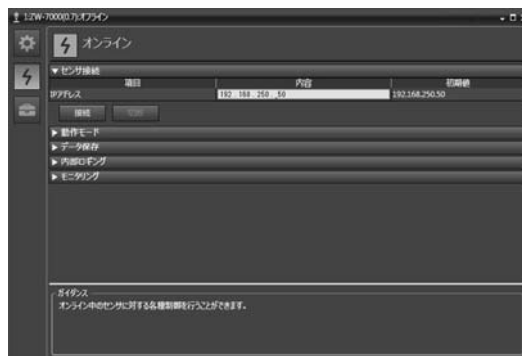 1:ZW-7000(0.7):オフライン
オンライン
▼センサ接続
項目 内容 初期値
IPアドレス 192 . 168 . 250 . 50 192.168.250.50
接続 切断
▶動作モード
▶データ保存
▶内部ロギング
▶モニタリング
ガイダンス
オンライン中のセンサに対する各種制御を行うことができます。